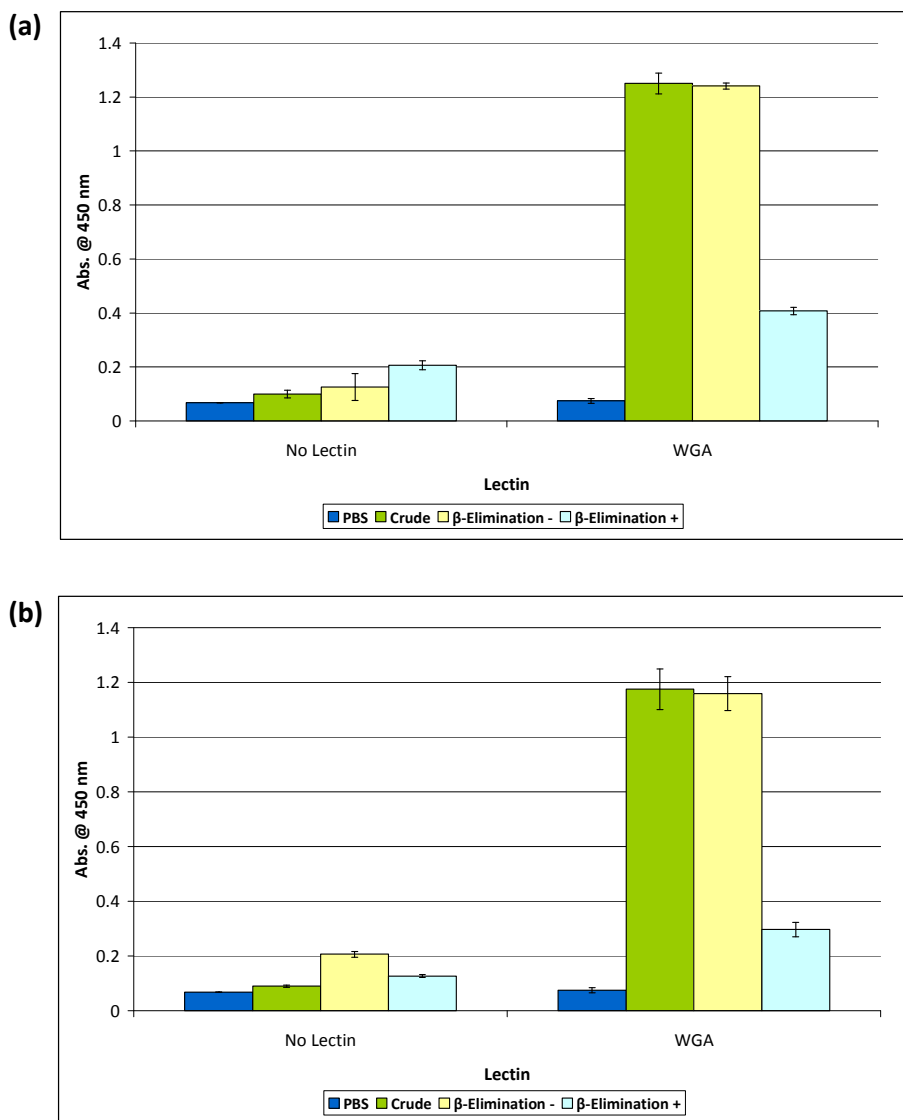 (a)
1.4
1.2
1
0.8
0.6
0.4
0.2
0
Abs. @ 450 nm
No Lectin WGA
Lectin
PBS Crude β-Elimination - β-Elimination +
(b)
1.4
1.2
1
0.8
0.6
0.4
0.2
0
Abs. @ 450 nm
No Lectin WGA
Lectin
PBS Crude β-Elimination - β-Elimination +